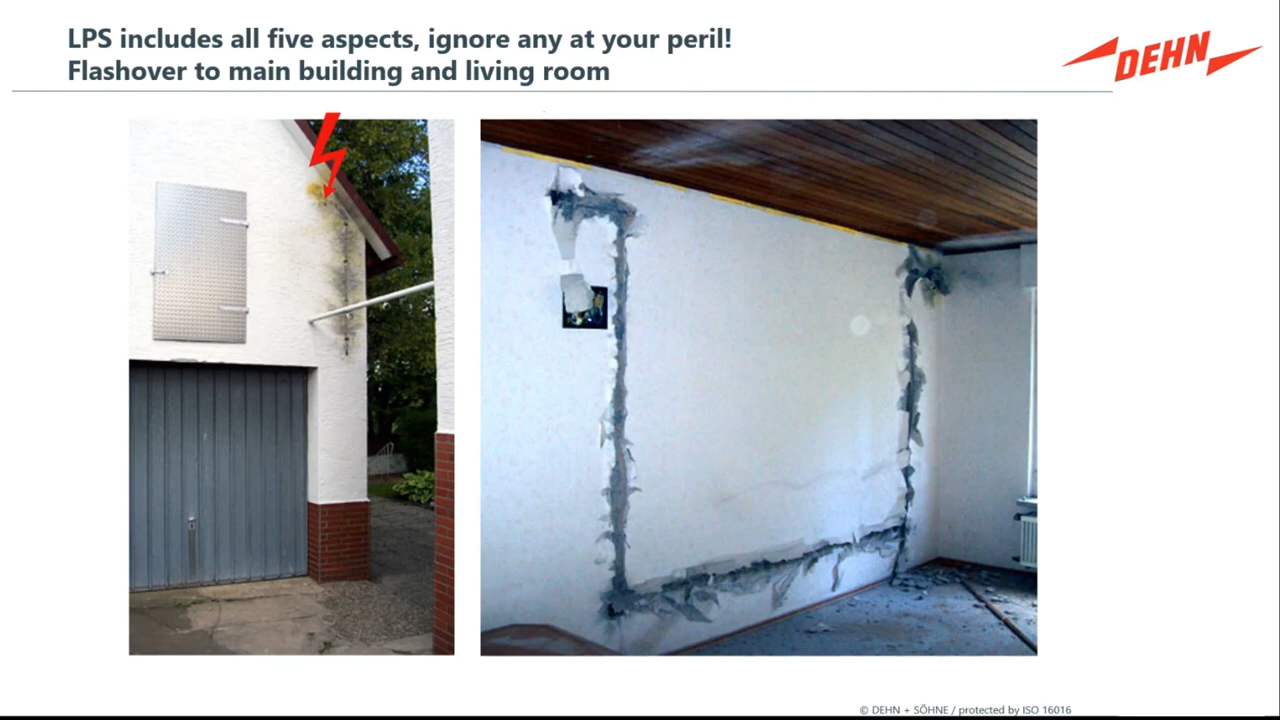 LPS includes all five aspects, ignore any at your peril!
Flashover to main building and living room
DEHN
© DEHN + SÖHNE / protected by ISO 16016